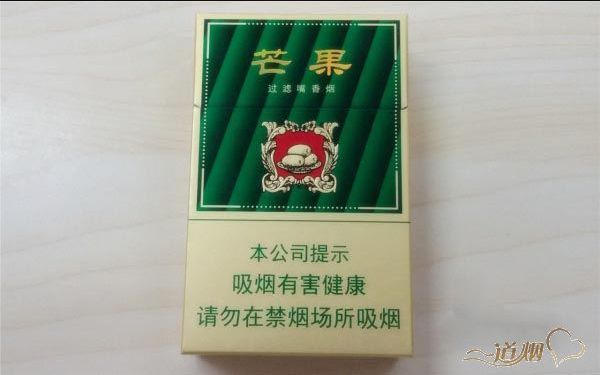 芒果
过滤嘴香烟
本公司提示
吸烟有害健康
请勿在禁烟场所吸烟
一道烟